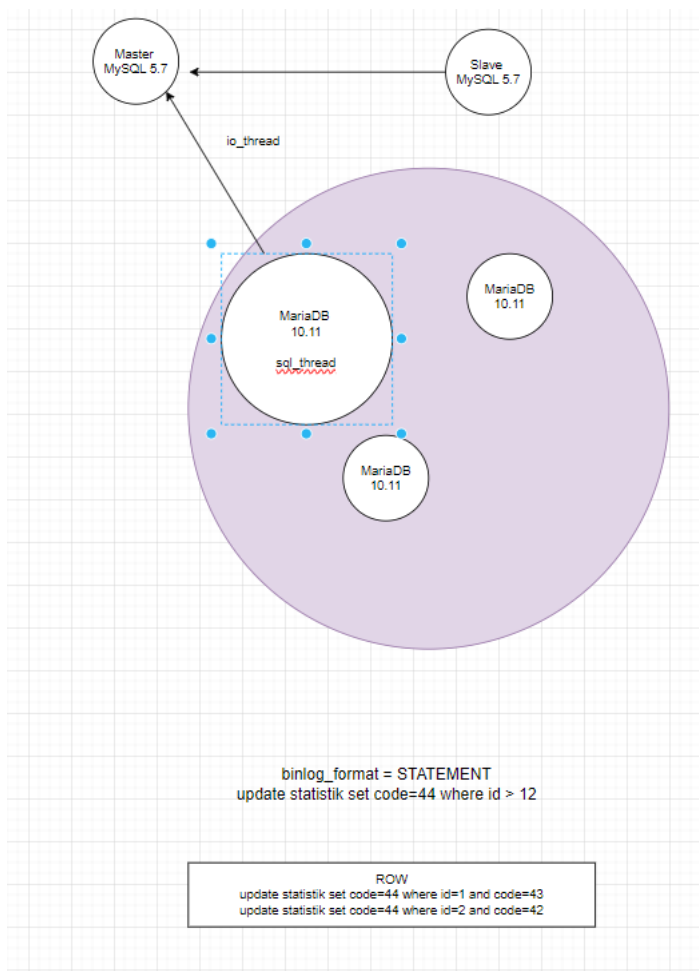 Master
MySQL 5.7
Slave
MySQL 5.7
io_thread
MariaDB
10.11
sql_thread
MariaDB
10.11
MariaDB
10.11
binlog_format = STATEMENT
update statistik set code=44 where id > 12
ROW
update statistik set code=44 where id=1 and code=43
update statistik set code=44 where id=2 and code=42